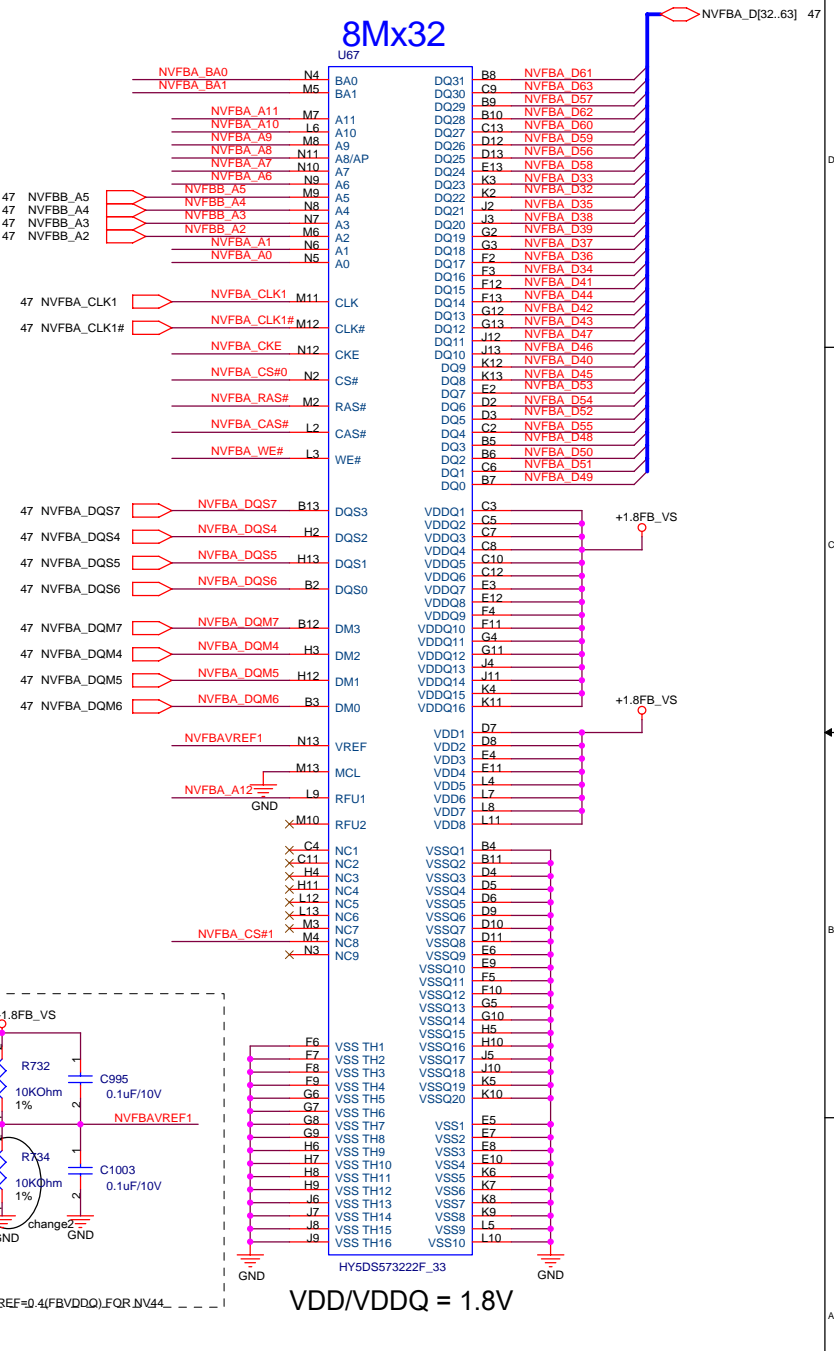 NVFBA_D[32..63] 47
8Mx32
U67
NVFBA_BA0 N4 BA0
NVFBA_BA1 M5 BA1
NVFBA_A11 M7 A11
NVFBA_A10 L6 A10
NVFBA_A9 M8 A9
NVFBA_A8 N11 A8/AP
NVFBA_A7 N10 A7
NVFBA_A6 N9 A6
47 NVFBB_A5 NVFBB_A5 M9 A5
47 NVFBB_A4 NVFBB_A4 N8 A4
47 NVFBB_A3 NVFBB_A3 N7 A3
47 NVFBB_A2 NVFBB_A2 M6 A2
NVFBA_A1 N6 A1
NVFBA_A0 N5 A0
47 NVFBA_CLK1 NVFBA_CLK1 M11 CLK
47 NVFBA_CLK1# NVFBA_CLK1# M12 CLK#
NVFBA_CKE N12 CKE
NVFBA_CS#0 N2 CS#
NVFBA_RAS# M2 RAS#
NVFBA_CAS# L2 CAS#
NVFBA_WE# L3 WE#
47 NVFBA_DQS7 NVFBA_DQS7 B13 DQS3
47 NVFBA_DQS4 NVFBA_DQS4 H2 DQS2
47 NVFBA_DQS5 NVFBA_DQS5 H13 DQS1
47 NVFBA_DQS6 NVFBA_DQS6 B2 DQS0
47 NVFBA_DQM7 NVFBA_DQM7 B12 DM3
47 NVFBA_DQM4 NVFBA_DQM4 H3 DM2
47 NVFBA_DQM5 NVFBA_DQM5 H12 DM1
47 NVFBA_DQM6 NVFBA_DQM6 B3 DM0
NVFBAVREF1 N13 VREF
M13 MCL
GND
NVFBA_A12 L9 RFU1
M10 RFU2
C4 NC1
C11 NC2
H4 NC3
H11 NC4
L12 NC5
L13 NC6
M3 NC7
NVFBA_CS#1 M4 NC8
N3 NC9
F6 VSS TH1
F7 VSS TH2
F8 VSS TH3
F9 VSS TH4
G6 VSS TH5
G7 VSS TH6
G8 VSS TH7
G9 VSS TH8
H6 VSS TH9
H7 VSS TH10
H8 VSS TH11
H9 VSS TH12
J6 VSS TH13
J7 VSS TH14
J8 VSS TH15
J9 VSS TH16
GND
DQ31 B8 NVFBA_D61
DQ30 C9 NVFBA_D63
DQ29 B9 NVFBA_D57
DQ28 B10 NVFBA_D62
DQ27 C13 NVFBA_D60
DQ26 D12 NVFBA_D59
DQ25 D13 NVFBA_D56
DQ24 E13 NVFBA_D58
DQ23 K3 NVFBA_D33
DQ22 K2 NVFBA_D32
DQ21 J2 NVFBA_D35
DQ20 J3 NVFBA_D38
DQ19 G2 NVFBA_D39
DQ18 G3 NVFBA_D37
DQ17 F2 NVFBA_D36
DQ16 F3 NVFBA_D34
DQ15 F12 NVFBA_D41
DQ14 F13 NVFBA_D44
DQ13 G12 NVFBA_D42
DQ12 G13 NVFBA_D43
DQ11 J12 NVFBA_D47
DQ10 J13 NVFBA_D46
DQ9 K12 NVFBA_D40
DQ8 K13 NVFBA_D45
DQ7 E2 NVFBA_D53
DQ6 D2 NVFBA_D54
DQ5 D3 NVFBA_D52
DQ4 C2 NVFBA_D55
DQ3 B5 NVFBA_D48
DQ2 B6 NVFBA_D50
DQ1 C6 NVFBA_D51
DQ0 B7 NVFBA_D49
VDDQ1 C3
VDDQ2 C5
VDDQ3 C7
VDDQ4 C8
VDDQ5 C10
VDDQ6 C12
VDDQ7 E3
VDDQ8 E12
VDDQ9 F4
VDDQ10 F11
VDDQ11 G4
VDDQ12 G11
VDDQ13 J4
VDDQ14 J11
VDDQ15 K4
VDDQ16 K11
+1.8FB_VS
VDD1 D7
VDD2 D8
VDD3 E4
VDD4 E11
VDD5 L4
VDD6 L7
VDD7 L8
VDD8 L11
+1.8FB_VS
VSSQ1 B4
VSSQ2 B11
VSSQ3 D4
VSSQ4 D5
VSSQ5 D6
VSSQ6 D9
VSSQ7 D10
VSSQ8 D11
VSSQ9 E6
VSSQ10 E9
VSSQ11 F5
VSSQ12 F10
VSSQ13 G5
VSSQ14 G10
VSSQ15 H5
VSSQ16 H10
VSSQ17 J5
VSSQ18 J10
VSSQ19 K5
VSSQ20 K10
VSS1 E5
VSS2 E7
VSS3 E8
VSS4 E10
VSS5 K6
VSS6 K7
VSS7 K8
VSS8 K9
VSS9 L5
VSS10 L10
GND
HY5DS573222F_33
VDD/VDDQ = 1.8V
1.8FB_VS
R732
10KOhm
1%
1
C995
0.1uF/10V
2
NVFBAVREF1
R734
10KOhm
1%
1
C1003
0.1uF/10V
2
change2
GND
GND
REF=0.4(FBVDDQ) FOR NV44
D
C
B
A